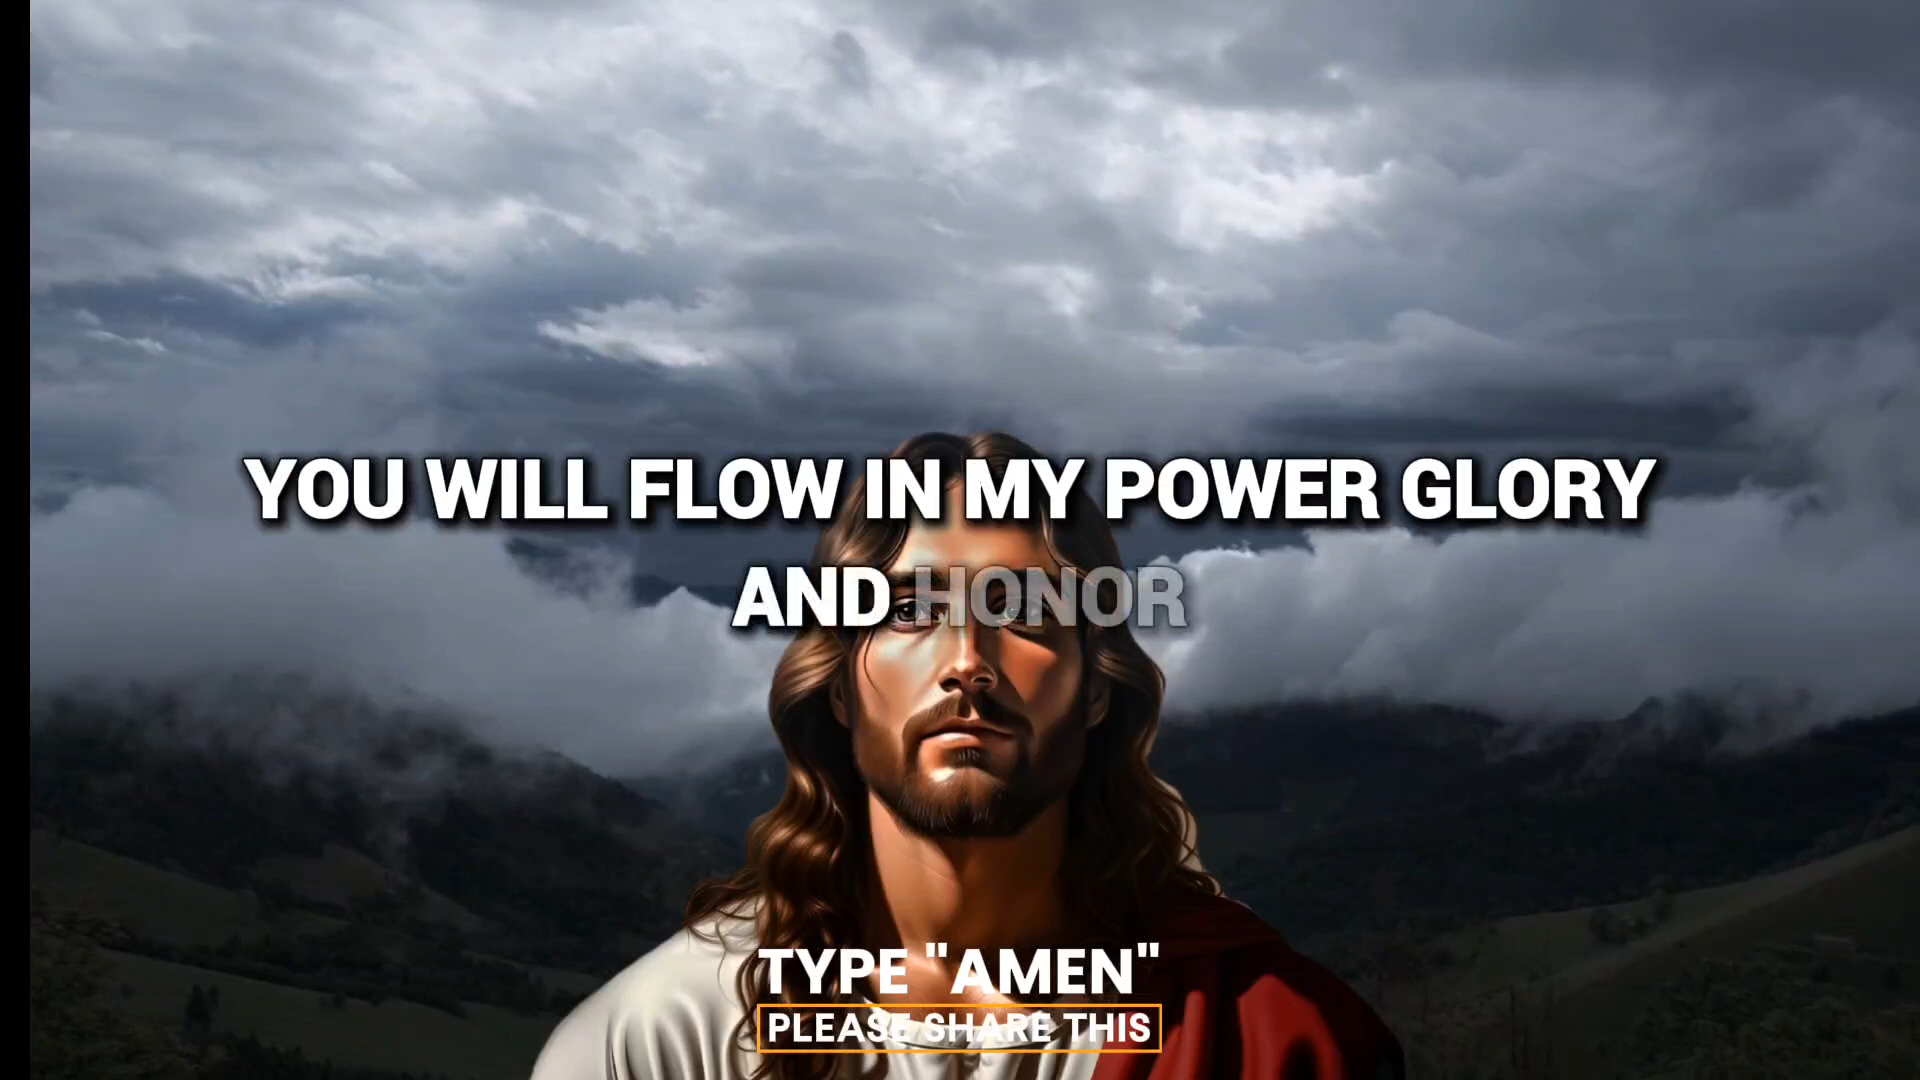 YOU WILL FLOW IN MY POWER GLORY
AND HONOR
TYPE "AMEN"
PLEASE SHARE THIS